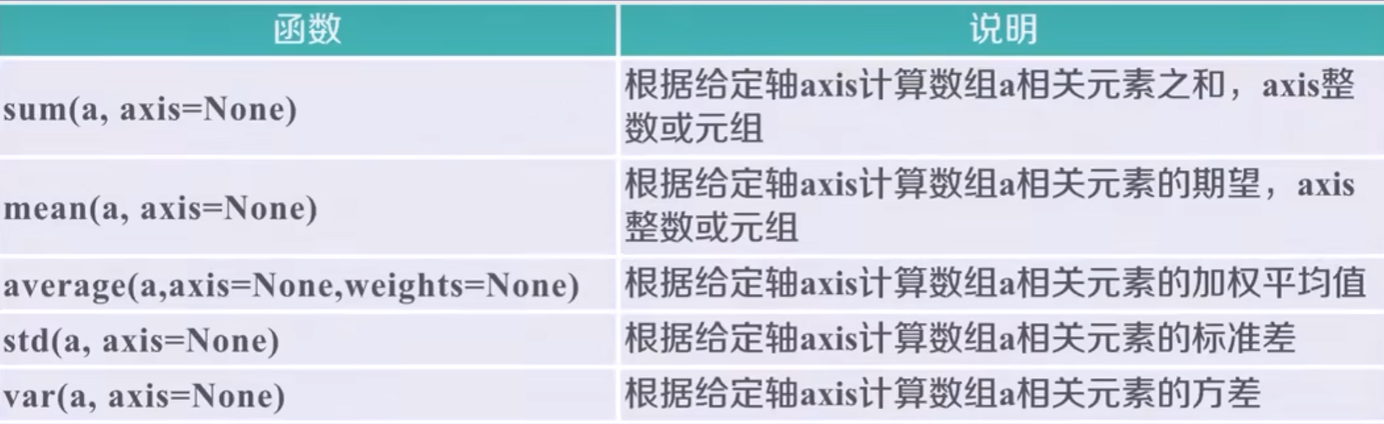 函数
说明
sum(a, axis=None)
根据给定轴axis计算数组a相关元素之和，axis整
数或元组
mean(a, axis=None)
根据给定轴axis计算数组a相关元素的期望，axis
整数或元组
average(a,axis=None,weights=None)
根据给定轴axis计算数组a相关元素的加权平均值
std(a, axis=None)
根据给定轴axis计算数组a相关元素的标准差
var(a, axis=None)
根据给定轴axis计算数组a相关元素的方差